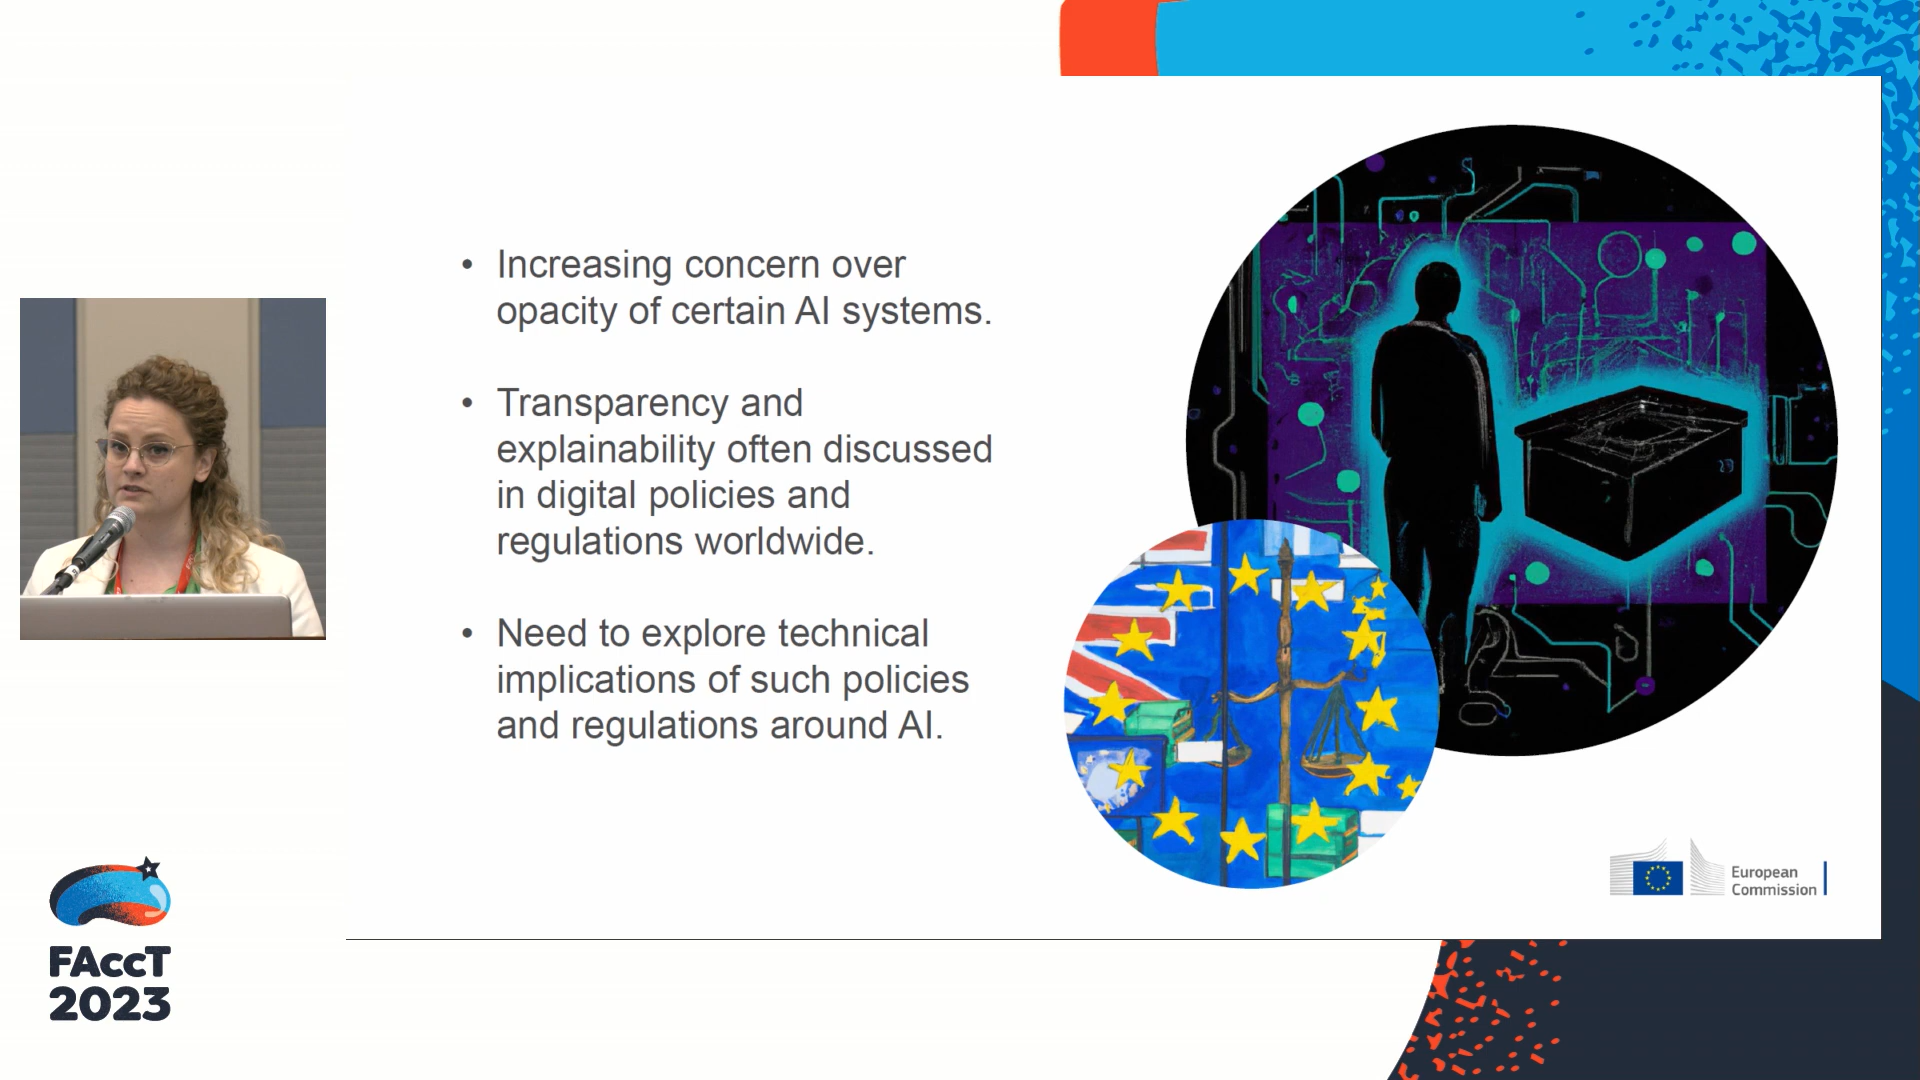 • Increasing concern over
opacity of certain AI systems.
• Transparency and
explainability often discussed
in digital policies and
regulations worldwide.
• Need to explore technical
implications of such policies
and regulations around AI.
European
Commission
FAccT
2023